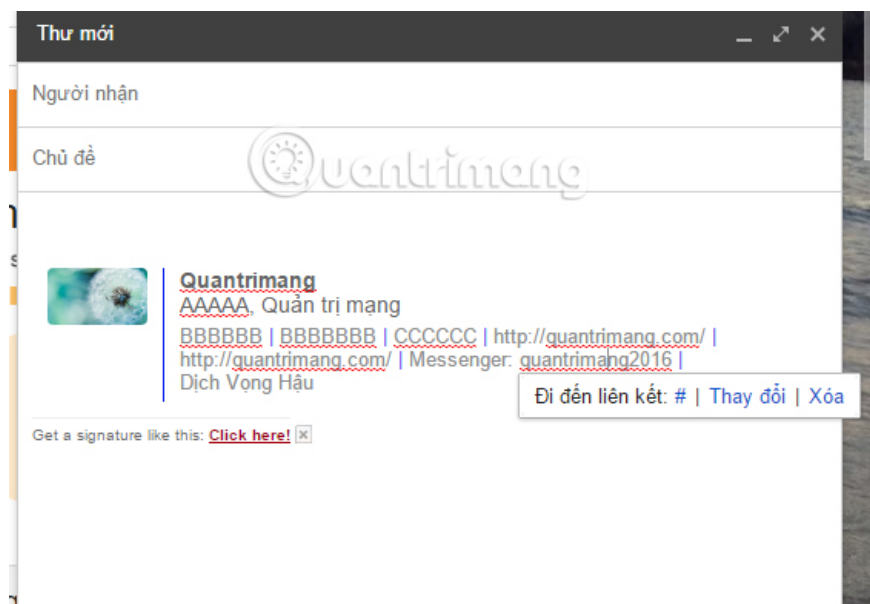 Thư mới
Người nhận
Chủ đề
Quantrimang
Quantrimang
AAAAA, Quản trị mạng
BBBBBB | BBBBBBB | CCCCCC | http://quantrimang.com/ |
http://quantrimang.com/ | Messenger: quantrimang2016 |
Dịch Vọng Hậu
Đi đến liên kết: # | Thay đổi | Xóa
Get a signature like this: Click here!